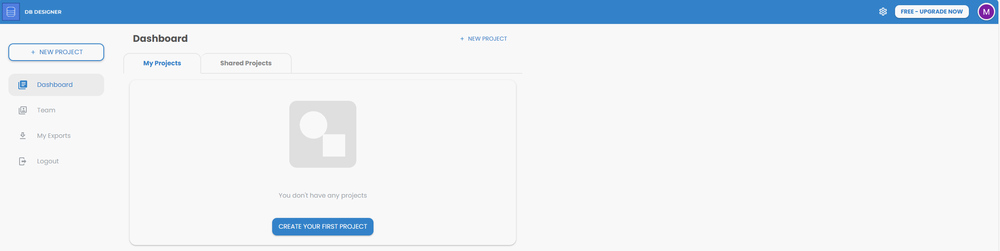 DB DESIGNER
FREE - UPGRADE NOW
M
+ NEW PROJECT
Dashboard
Team
My Exports
Logout
Dashboard
+ NEW PROJECT
My Projects
Shared Projects
You don't have any projects
CREATE YOUR FIRST PROJECT